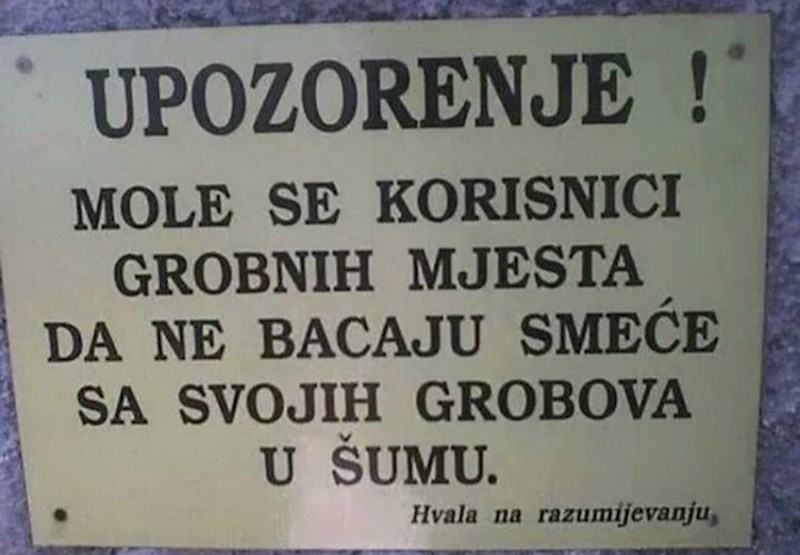 UPOZORENJE !
MOLE SE KORISNICI
GROBNIH MJESTA
DA NE BACAJU SMEĆE
SA SVOJIH GROBOVA
U ŠUMU.
Hvala na razumijevanju,